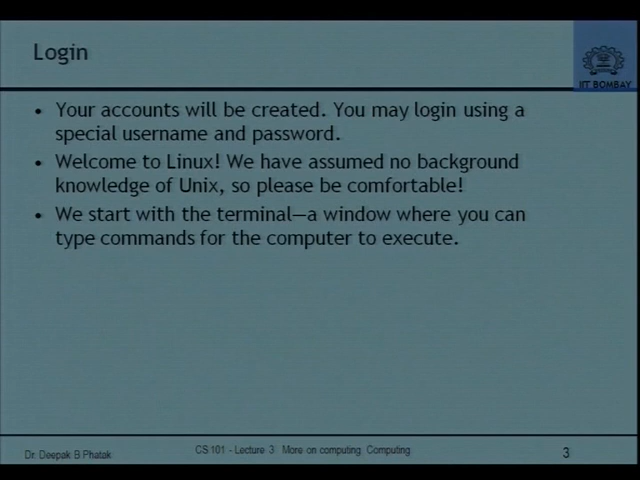 Login
IIT BOMBAY
• Your accounts will be created. You may login using a
special username and password.
• Welcome to Linux! We have assumed no background
knowledge of Unix, so please be comfortable!
• We start with the terminal—a window where you can
type commands for the computer to execute.
Dr. Deepak B Phatak
CS 101 - Lecture 3 More on computing Computing
3